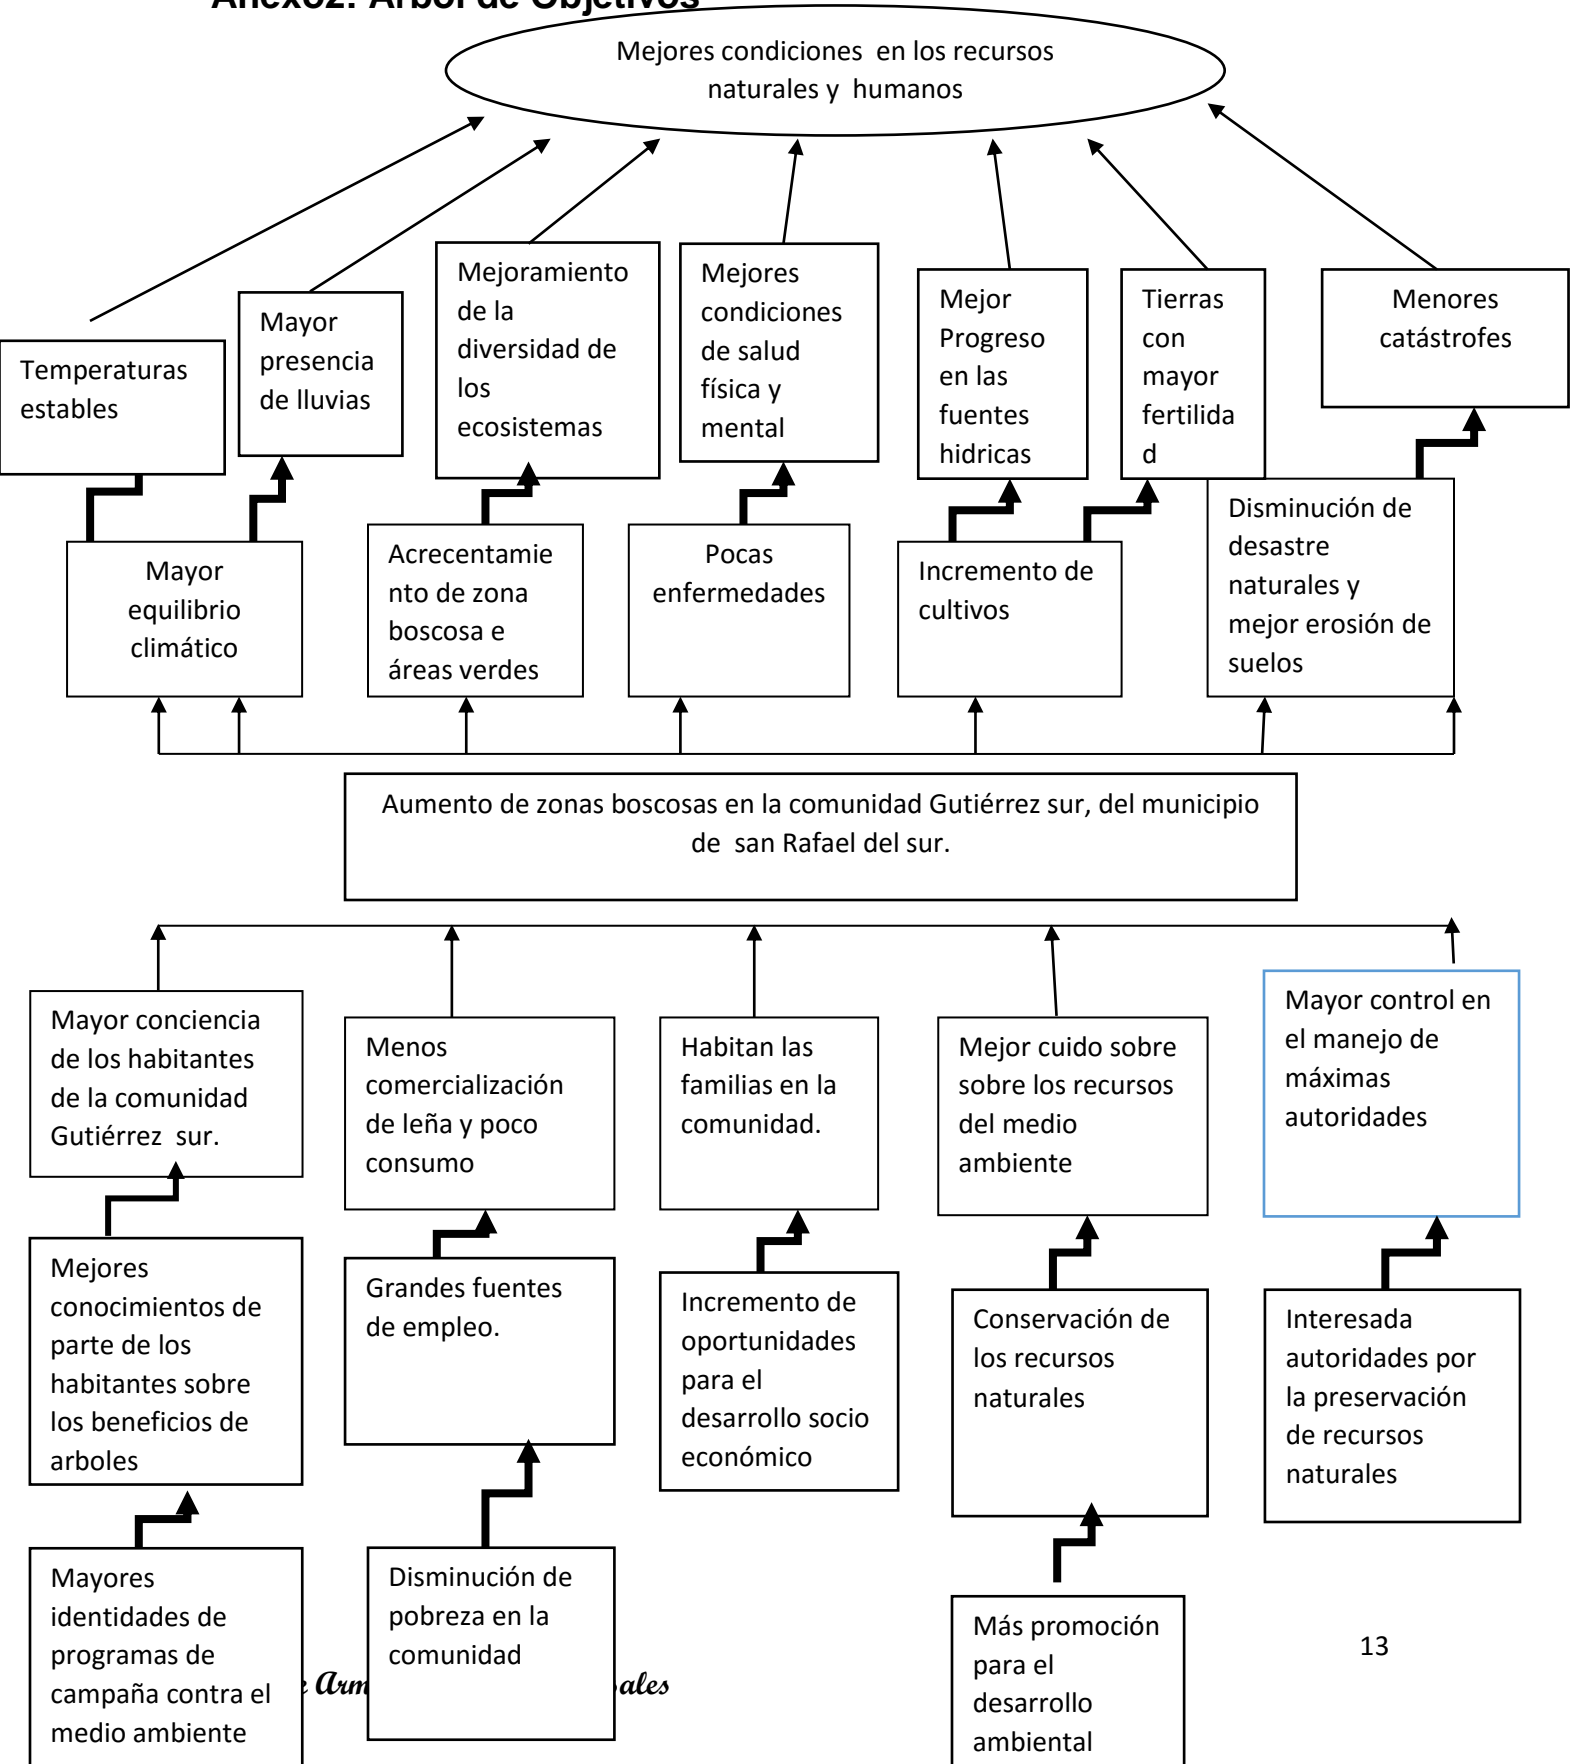 Anexo2: Árbol de Objetivos
Mejores condiciones en los recursos
naturales y humanos
Temperaturas
estables
Mayor
presencia
de lluvias
Mejoramiento
de la
diversidad de
los
ecosistemas
Mejores
condiciones
de salud
física y
mental
Mejor
Progreso
en las
fuentes
hidricas
Tierras
con
mayor
fertilida
d
Menores
catástrofes
Mayor
equilibrio
climático
Acrecentamie
nto de zona
boscosa e
áreas verdes
Pocas
enfermedades
Incremento de
cultivos
Disminución de
desastre
naturales y
mejor erosión de
suelos
Aumento de zonas boscosas en la comunidad Gutiérrez sur, del municipio
de san Rafael del sur.
Mayor conciencia
de los habitantes
de la comunidad
Gutiérrez sur.
Menos
comercialización
de leña y poco
consumo
Habitan las
familias en la
comunidad.
Mejor cuido sobre
sobre los recursos
del medio
ambiente
Mayor control en
el manejo de
máximas
autoridades
Mejores
conocimientos de
parte de los
habitantes sobre
los beneficios de
arboles
Grandes fuentes
de empleo.
Incremento de
oportunidades
para el
desarrollo socio
económico
Conservación de
los recursos
naturales
Interesada
autoridades por
la preservación
de recursos
naturales
Mayores
identidades de
programas de
campaña contra el
medio ambiente
Disminución de
pobreza en la
comunidad
Más promoción
para el
desarrollo
ambiental
13